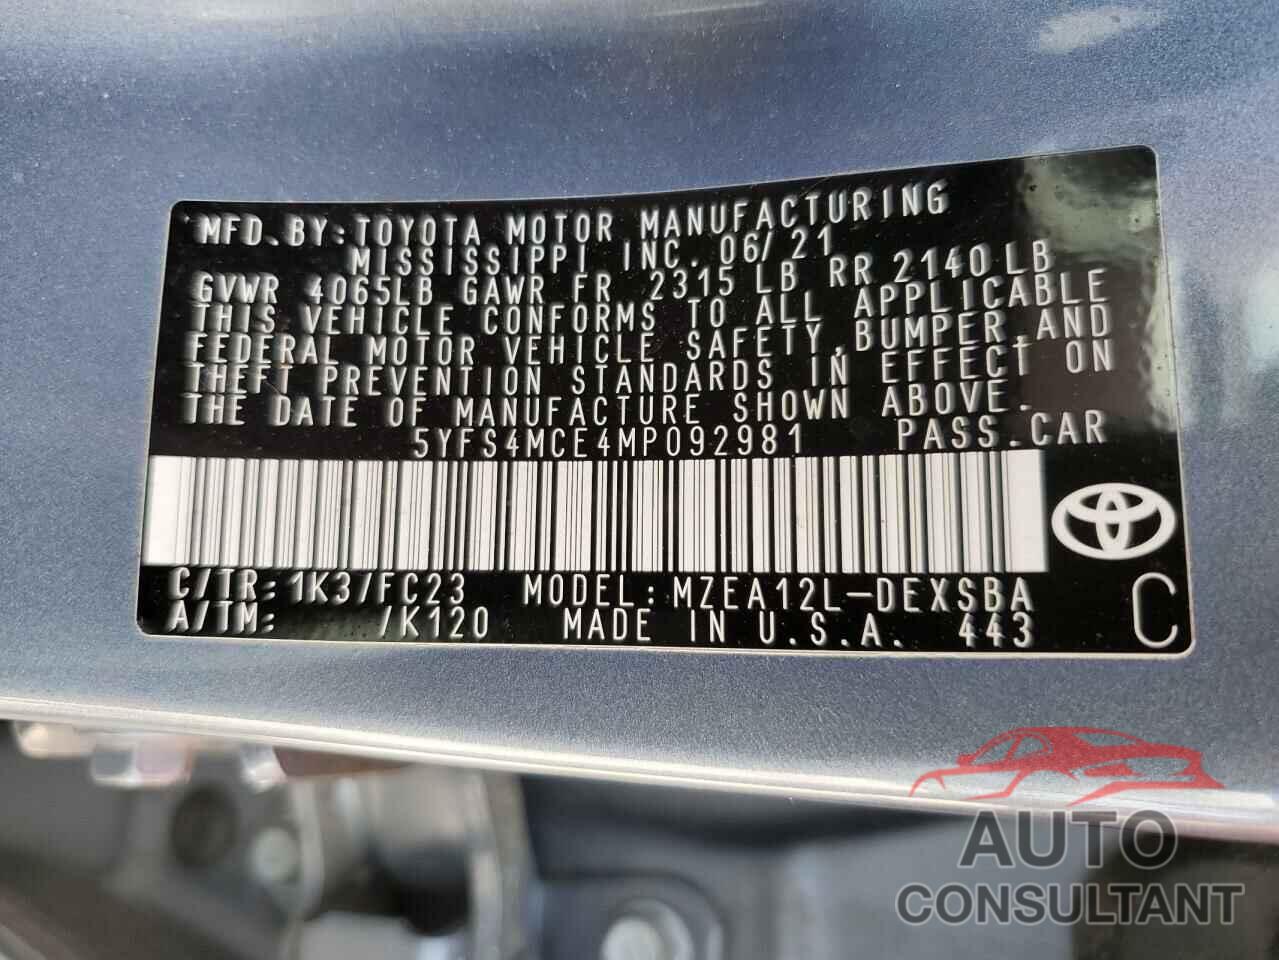 MFD.BY:TOYOTA MOTOR MANUFACTURING
MISSISSIPPI INC. 06/21
GVWR 4065LB GAWR FR 2315 LB RR 2140LB
THIS VEHICLE CONFORMS TO ALL APPLICABLE
FEDERAL MOTOR VEHICLE SAFETY,BUMPER,AND
THEFT PREVENTION STANDARDS IN EFFECT ON
THE DATE OF MANUFACTURE SHOWN ABOVE.
5YFS4MCE4MP092981 PASS.CAR
C/TR: 1K3/FC23 MODEL:MZEA12L-DEXSBA
A/TM: /K120 MADE IN U.S.A. 443
C
AUTO
CONSULTANT